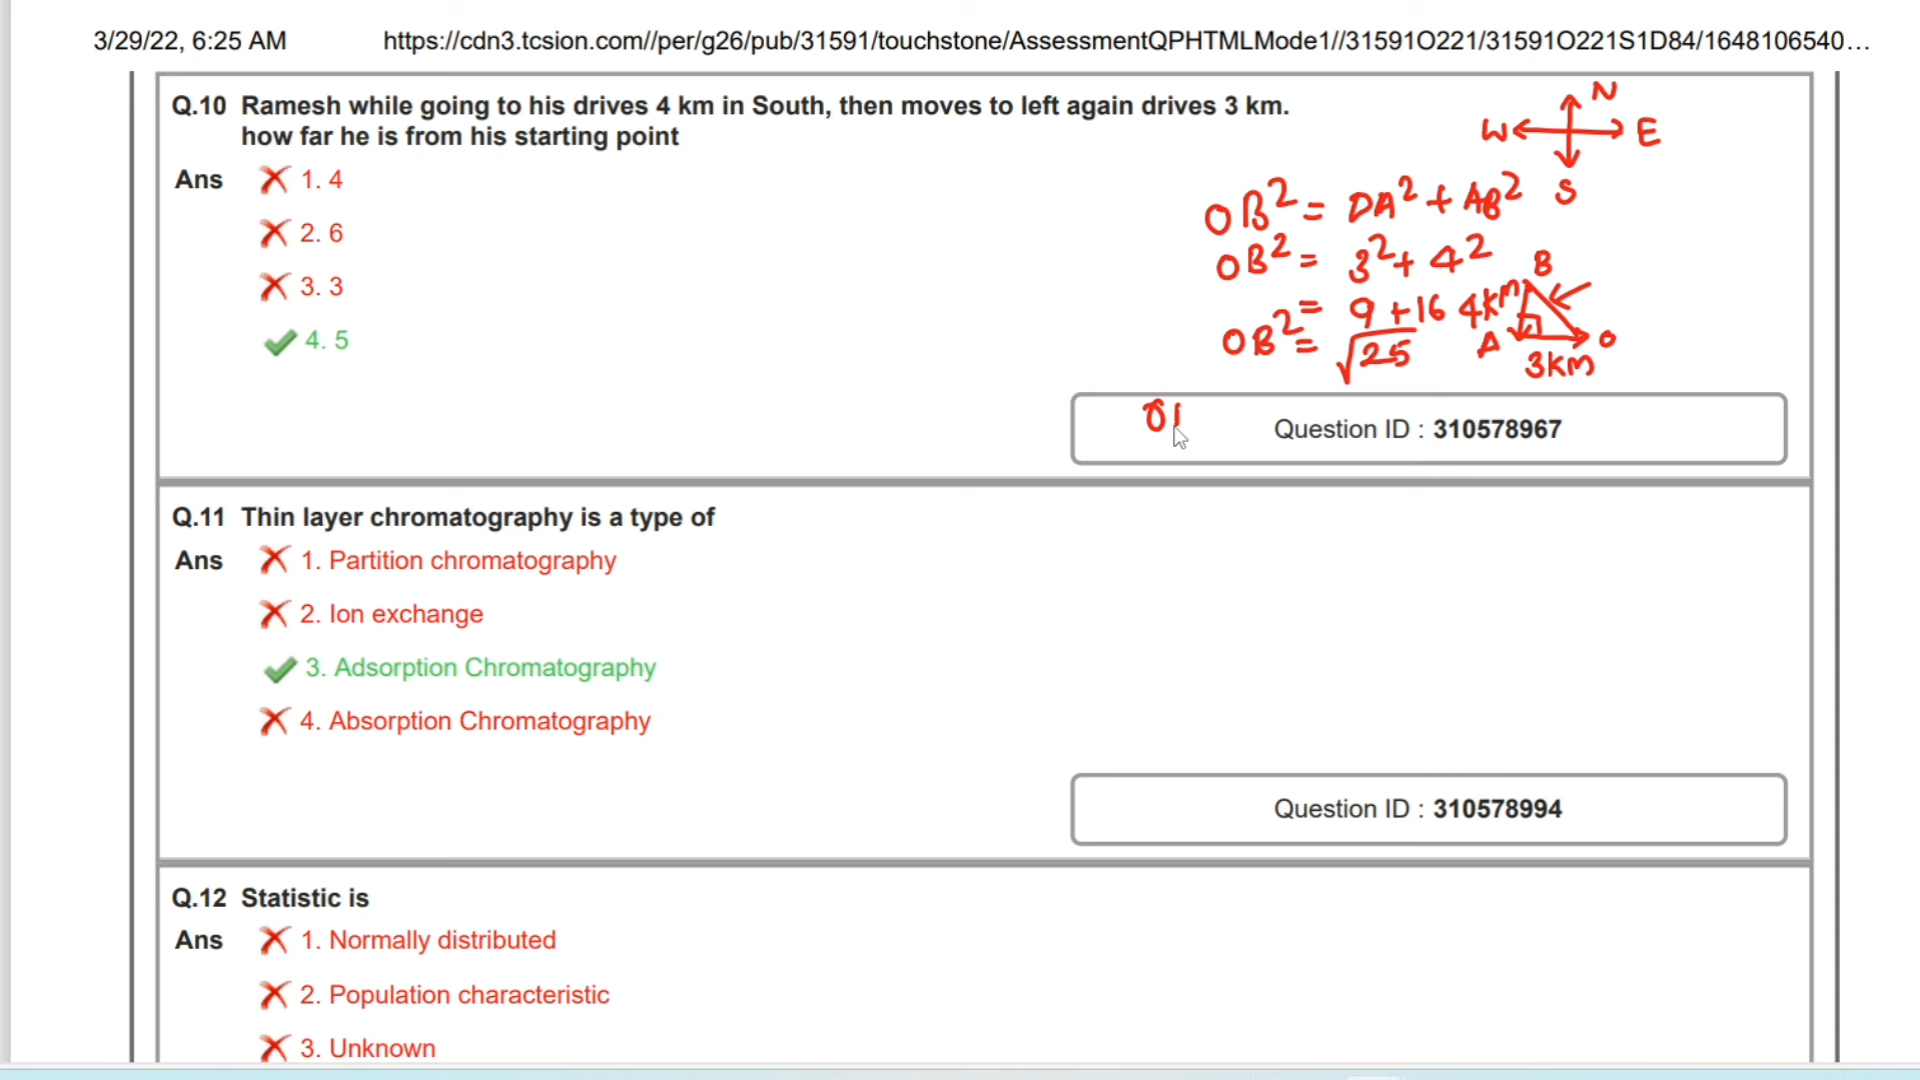 3/29/22, 6:25 AM https://cdn3.tcsion.com//per/g26/pub/31591/touchstone/AssessmentQPHTMLMode1//31591O221/31591O221S1D84/1648106540…
Q.10 Ramesh while going to his drives 4 km in South, then moves to left again drives 3 km.
how far he is from his starting point
Ans 1. 4
2. 6
3. 3
4. 5
N
W E
S
OB² = OA² + AB²
OB² = 3² + 4²
OB² = 9 + 16
= √25
B
4km
A O
3km
Question ID : 310578967
Q.11 Thin layer chromatography is a type of
Ans 1. Partition chromatography
2. Ion exchange
3. Adsorption Chromatography
4. Absorption Chromatography
Question ID : 310578994
Q.12 Statistic is
Ans 1. Normally distributed
2. Population characteristic
3. Unknown